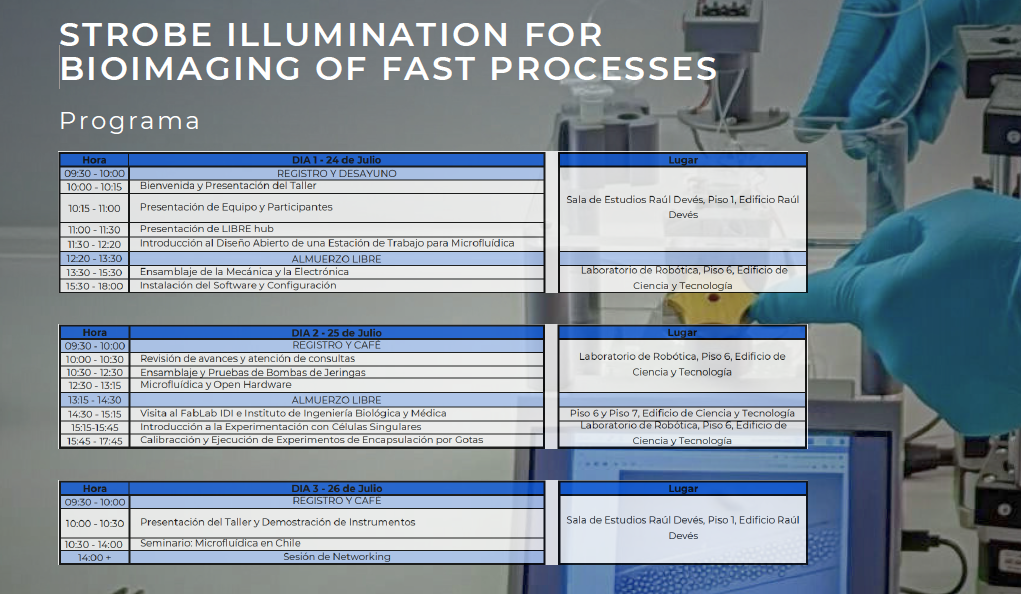 STROBE ILLUMINATION FOR
BIOIMAGING OF FAST PROCESSES
Programa
Hora DIA 1 - 24 de Julio Lugar
09:30 - 10:00 REGISTRO Y DESAYUNO
10:00 - 10:15 Bienvenida y Presentación del Taller
Sala de Estudios Raúl Devés, Piso 1, Edificio Raúl
10:15 - 11:00 Presentación de Equipo y Participantes
Devés
11:00 - 11:30 Presentación de LIBRE hub
11:30 - 12:20 Introducción al Diseño Abierto de una Estación de Trabajo para Microfluídica
12:20 - 13:30 ALMUERZO LIBRE
13:30 - 15:30 Ensamblaje de la Mecánica y la Electrónica Laboratorio de Robótica, Piso 6, Edificio de
15:30 - 18:00 Instalación del Software y Configuración Ciencia y Tecnología
Hora DIA 2 - 25 de Julio Lugar
09:30 - 10:00 REGISTRO Y CAFÉ
10:00 - 10:30 Revisión de avances y atención de consultas Laboratorio de Robótica, Piso 6, Edificio de
10:30 - 12:30 Ensamblaje y Pruebas de Bombas de Jeringas Ciencia y Tecnología
12:30 - 13:15 Microfluídica y Open Hardware
13:15 - 14:30 ALMUERZO LIBRE
14:30 - 15:15 Visita al FabLab IDI e Instituto de Ingeniería Biológica y Médica Piso 6 y Piso 7, Edificio de Ciencia y Tecnología
15:15-15:45 Introducción a la Experimentación con Células Singulares Laboratorio de Robótica, Piso 6, Edificio de
15:45 - 17:45 Calibracción y Ejecución de Experimentos de Encapsulación por Gotas Ciencia y Tecnología
Hora DIA 3 - 26 de Julio Lugar
09:30 - 10:00 REGISTRO Y CAFÉ
10:00 - 10:30 Presentación del Taller y Demostración de Instrumentos Sala de Estudios Raúl Devés, Piso 1, Edificio Raúl
Devés
10:30 - 14:00 Seminario: Microfluídica en Chile
14:00 + Sesión de Networking